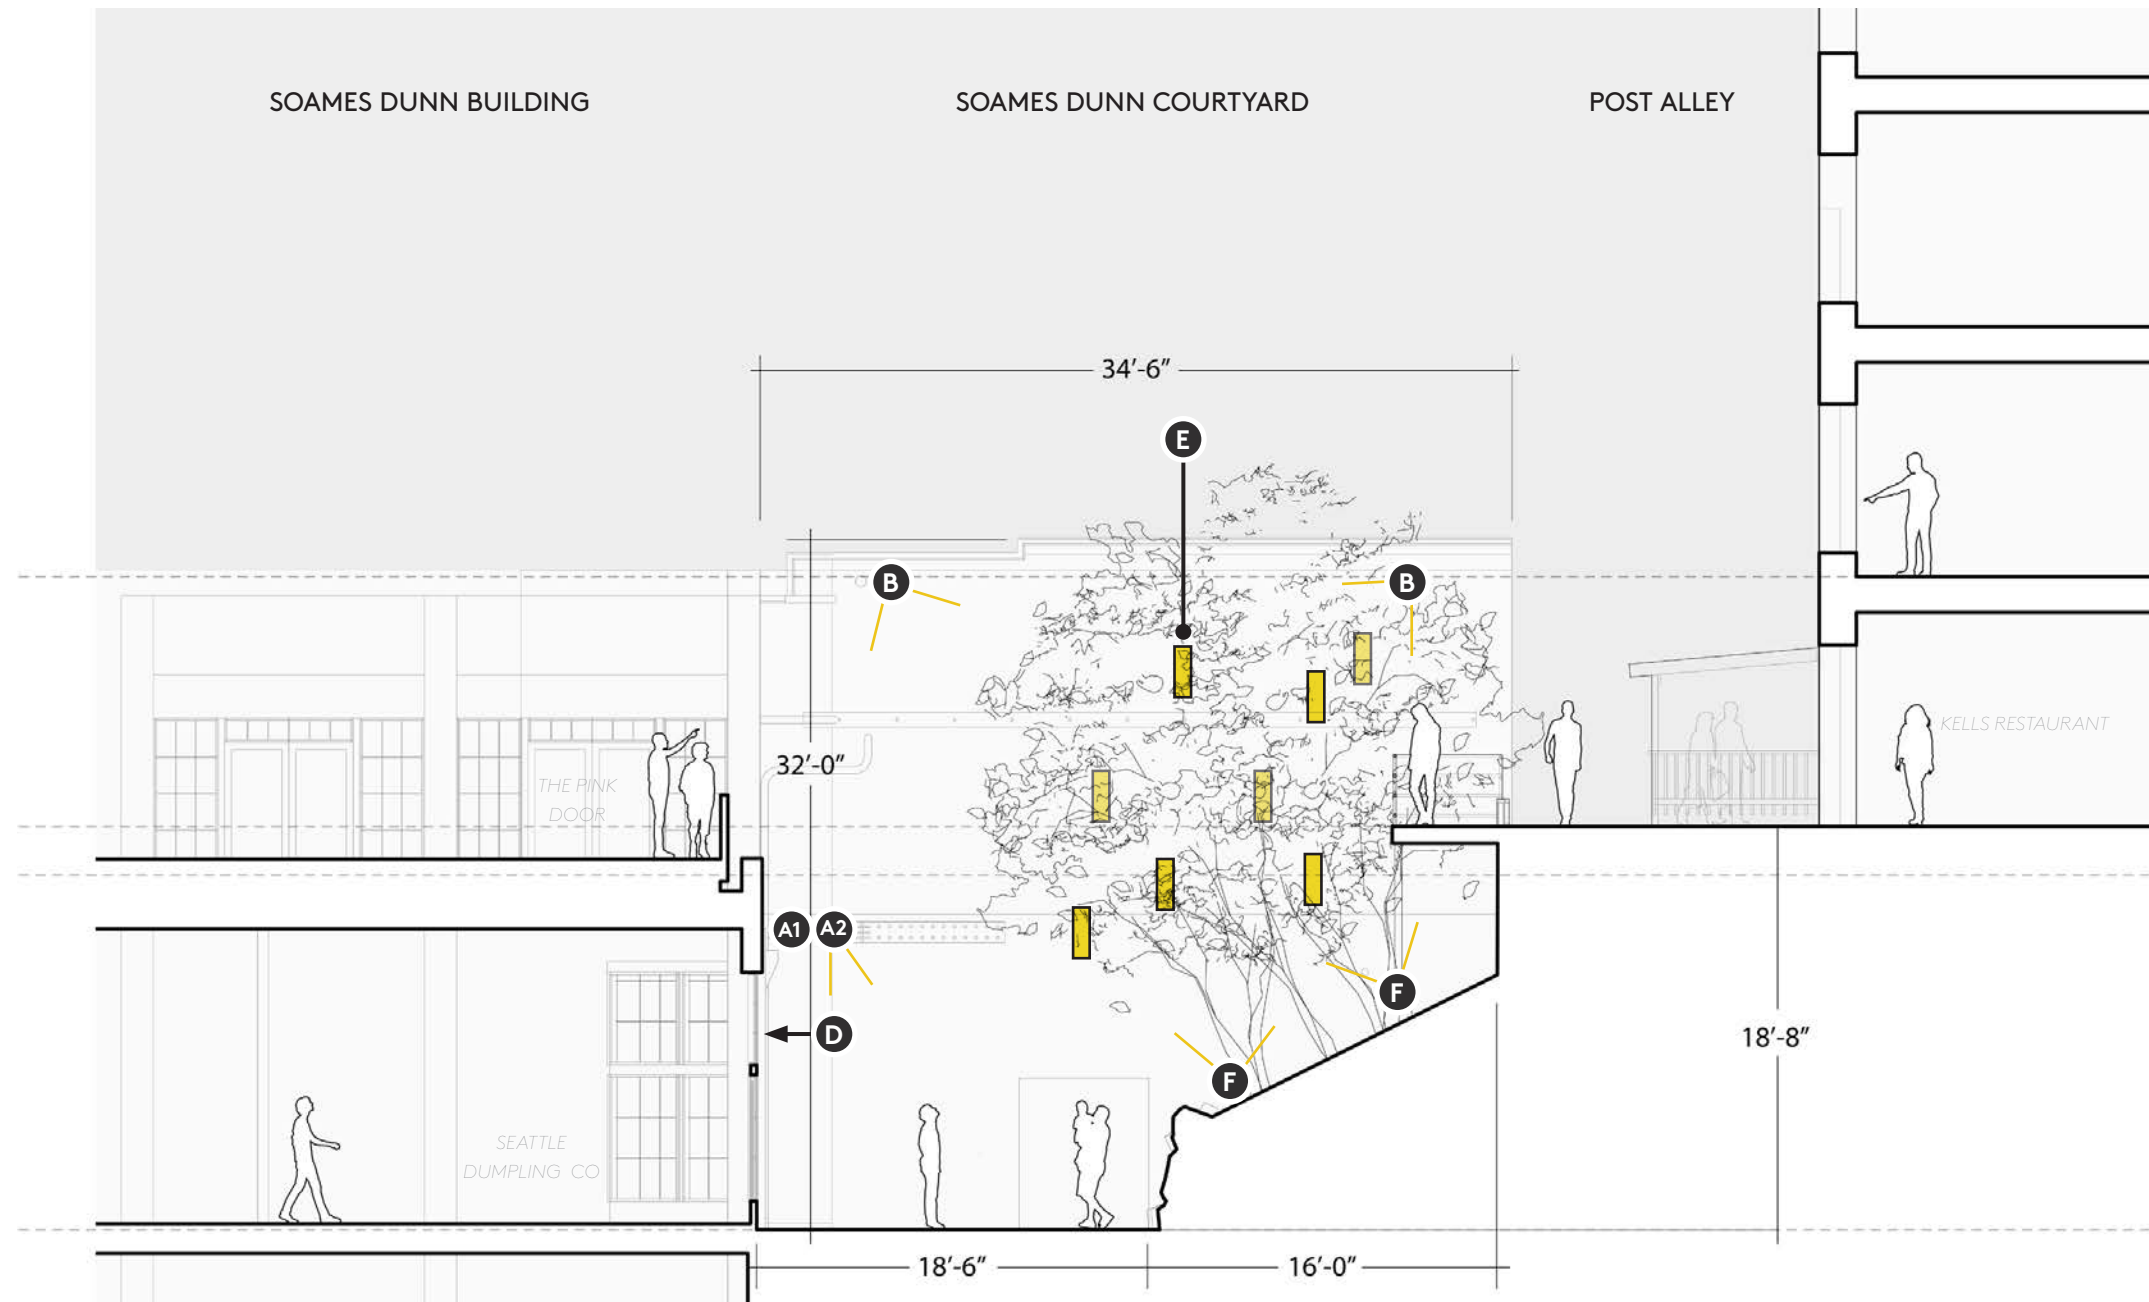 SOAMES DUNN BUILDING
SOAMES DUNN COURTYARD
POST ALLEY
34'-6"
E
B
B
32'-0"
KELLS RESTAURANT
THE PINK
DOOR
A1
A2
F
D
18'-8"
F
SEATTLE
DUMPLING CO
18'-6"
16'-0"